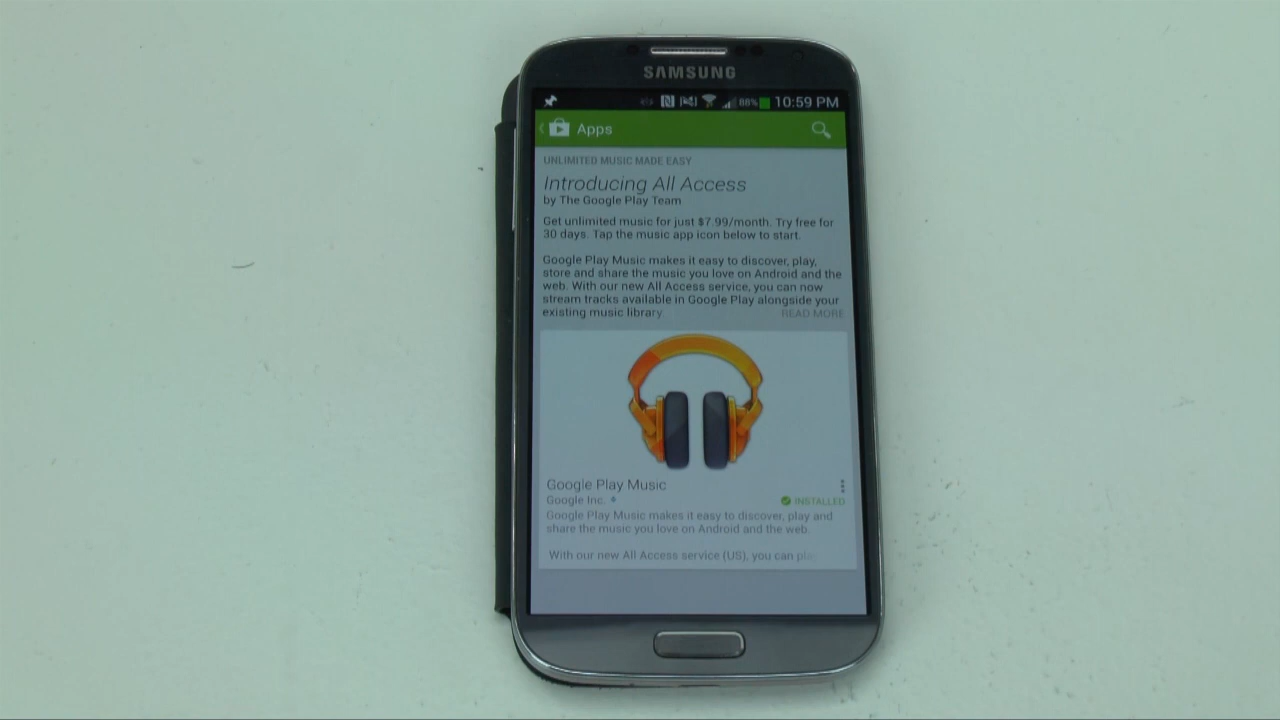 SAMSUNG
88% 10:59 PM
Apps
UNLIMITED MUSIC MADE EASY
Introducing All Access
by The Google Play Team
Get unlimited music for just $7.99/month. Try free for
30 days. Tap the music app icon below to start.
Google Play Music makes it easy to discover, play,
store and share the music you love on Android and the
web. With our new All Access service, you can now
stream tracks available in Google Play alongside your
existing music library READ MORE
Google Play Music
Google Inc. INSTALLED
Google Play Music makes it easy to discover, play and
share the music you love on Android and the web.
With our new All Access service (US), you can play